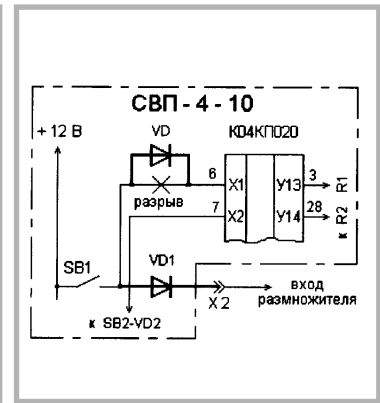 СВП - 4 - 10
+ 12 В
VD
К04КП020
6
X1
У13
3
R1
разрыв
7
X2
У14
28
к R2
SB1
VD1
X 2
вход
размножителя
к SB2-VD2